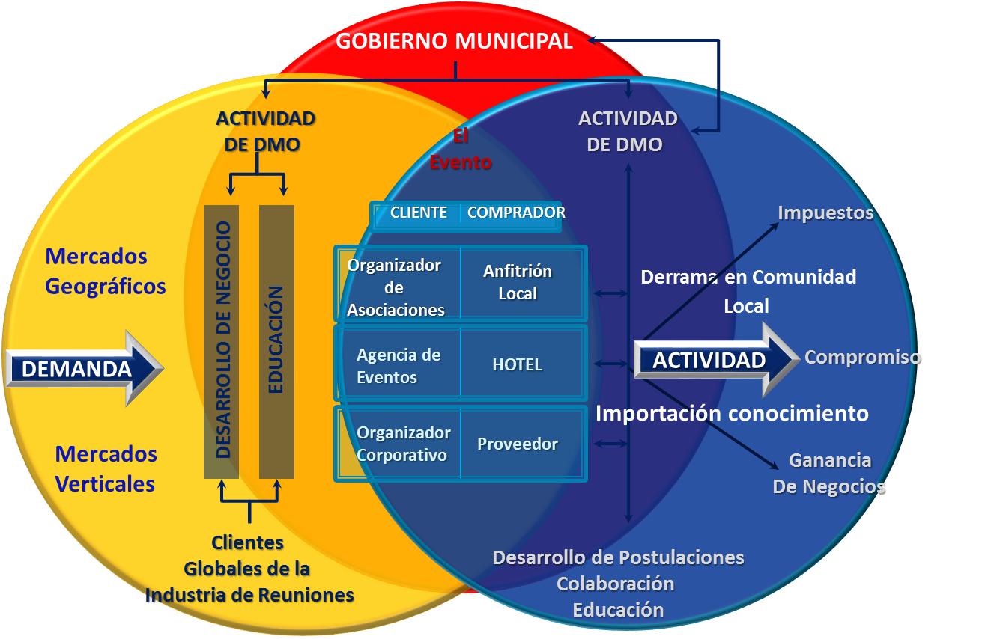 GOBIERNO MUNICIPAL
ACTIVIDAD
DE DMO
ACTIVIDAD
DE DMO
El
Evento
CLIENTE
COMPRADOR
Organizador
de
Asociaciones
Anfitrión
Local
Agencia de
Eventos
HOTEL
Organizador
Corporativo
Proveedor
Mercados
Geográficos
DEMANDA
Mercados
Verticales
DESARROLLO DE NEGOCIO
EDUCACIÓN
Clientes
Globales de la
Industria de Reuniones
Impuestos
Derrama en Comunidad
Local
ACTIVIDAD
Compromiso
Importación conocimiento
Ganancia
De Negocios
Desarrollo de Postulaciones
Colaboración
Educación